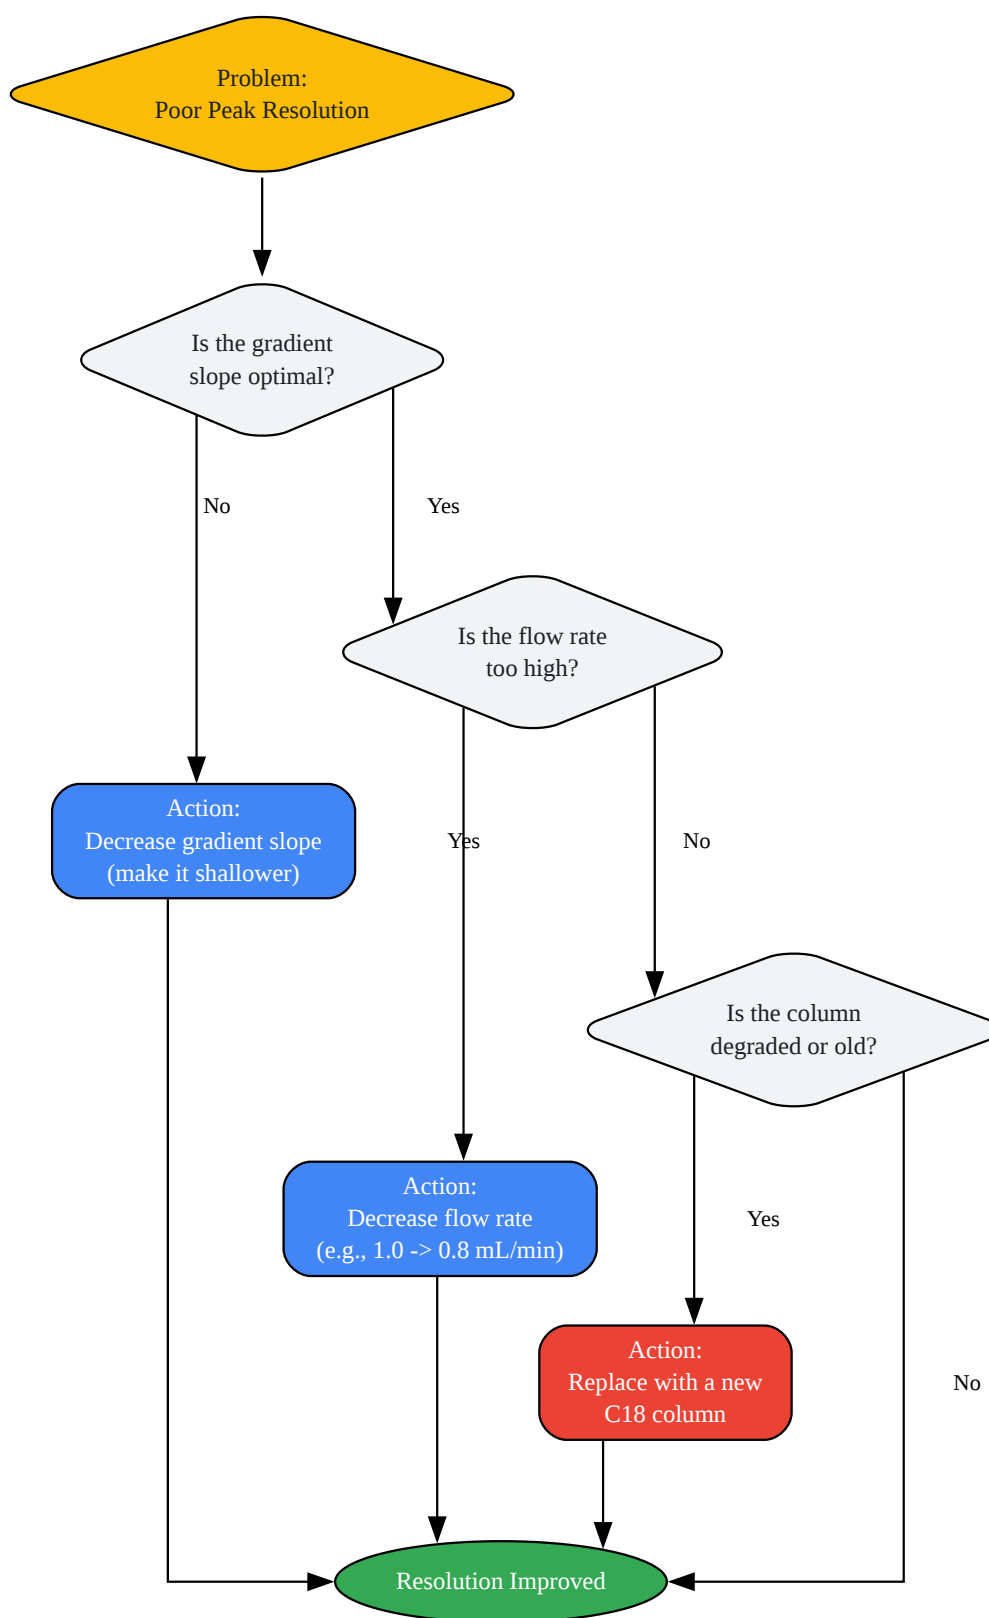 Problem:
Poor Peak Resolution
Is the gradient
slope optimal?
No
Yes
Is the flow rate
too high?
Action:
Decrease gradient slope
(make it shallower)
Yes
No
Is the column
degraded or old?
Action:
Decrease flow rate
(e.g., 1.0 -> 0.8 mL/min)
Yes
Action:
Replace with a new
C18 column
No
Resolution Improved